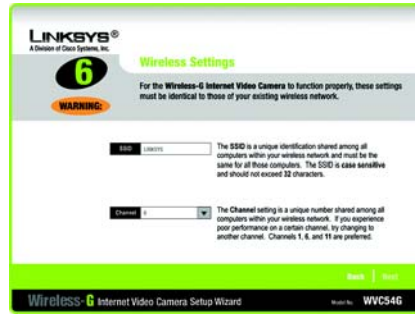 LINKSYS®
A Division of Cisco Systems, Inc.
6
WARNING:
Wireless Settings
For the Wireless-G Internet Video Camera to function properly, these settings
must be identical to those of your existing wireless network.
SSID LINKSYS
The SSID is a unique identification shared among all
computers within your wireless network and must be the
same for all those computers. The SSID is case sensitive
and should not exceed 32 characters.
Channel 6
The Channel setting is a unique number shared among all
computers within your wireless network. If you experience
poor performance on a certain channel, try changing to
another channel. Channels 1, 6, and 11 are preferred.
Back | Next
Wireless-G Internet Video Camera Setup Wizard
Model No. WVC54G